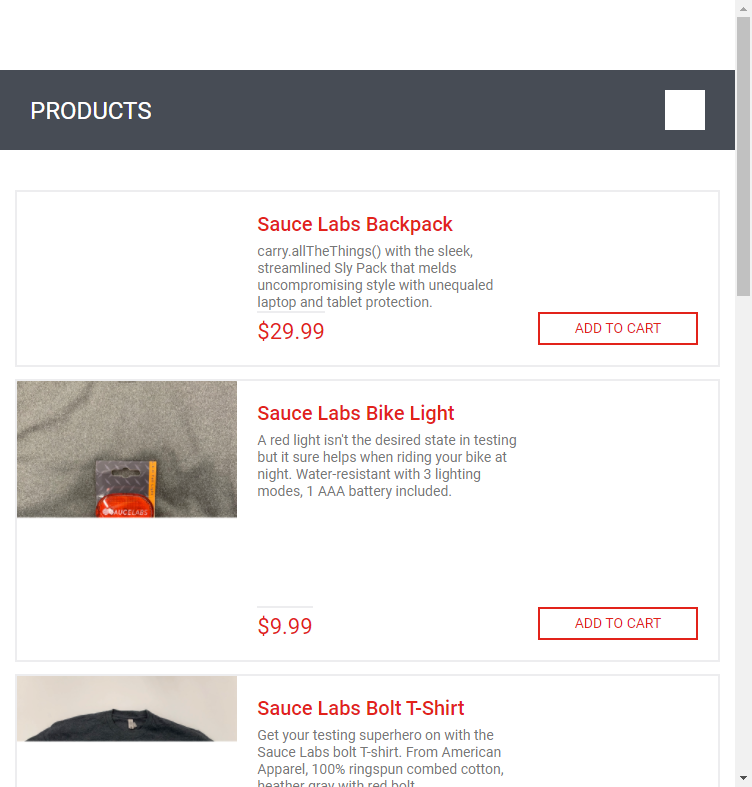 PRODUCTS
Sauce Labs Backpack
carry.allTheThings() with the sleek,
streamlined Sly Pack that melds
uncompromising style with unequaled
laptop and tablet protection.
$29.99
ADD TO CART
Sauce Labs Bike Light
A red light isn't the desired state in testing
but it sure helps when riding your bike at
night. Water-resistant with 3 lighting
modes, 1 AAA battery included.
SAUCELABS
$9.99
ADD TO CART
Sauce Labs Bolt T-Shirt
Get your testing superhero on with the
Sauce Labs bolt T-shirt. From American
Apparel, 100% ringspun combed cotton,
heather gray with red bolt.